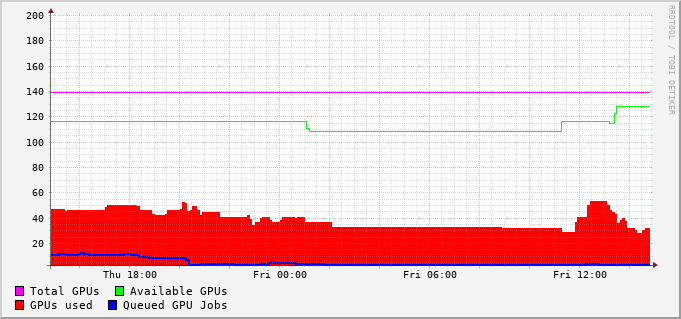 RRDTOOL / TOBI OETIKER
200
180
160
140
120
100
80
60
40
20
Thu 18:00 Fri 00:00 Fri 06:00 Fri 12:00
Total GPUs Available GPUs
GPUs used Queued GPU Jobs